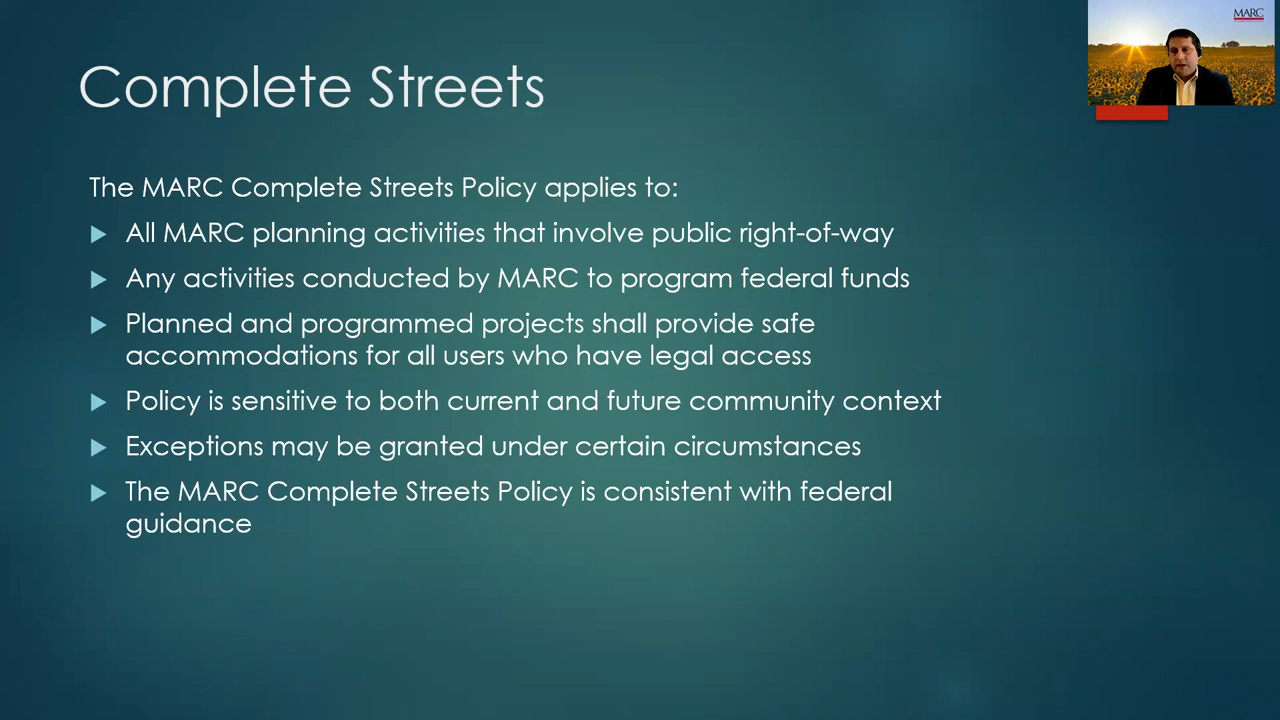 MARC
Complete Streets
The MARC Complete Streets Policy applies to:
All MARC planning activities that involve public right-of-way
Any activities conducted by MARC to program federal funds
Planned and programmed projects shall provide safe
accommodations for all users who have legal access
Policy is sensitive to both current and future community context
Exceptions may be granted under certain circumstances
The MARC Complete Streets Policy is consistent with federal
guidance